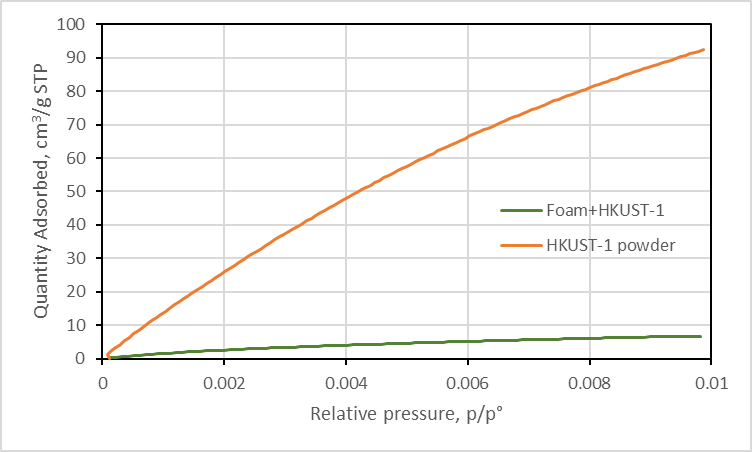 100
90
80
70
60
50
40
30
20
10
0
Quantity Adsorbed, cm³/g STP
Foam+HKUST-1
HKUST-1 powder
0 0.002 0.004 0.006 0.008 0.01
Relative pressure, p/p°